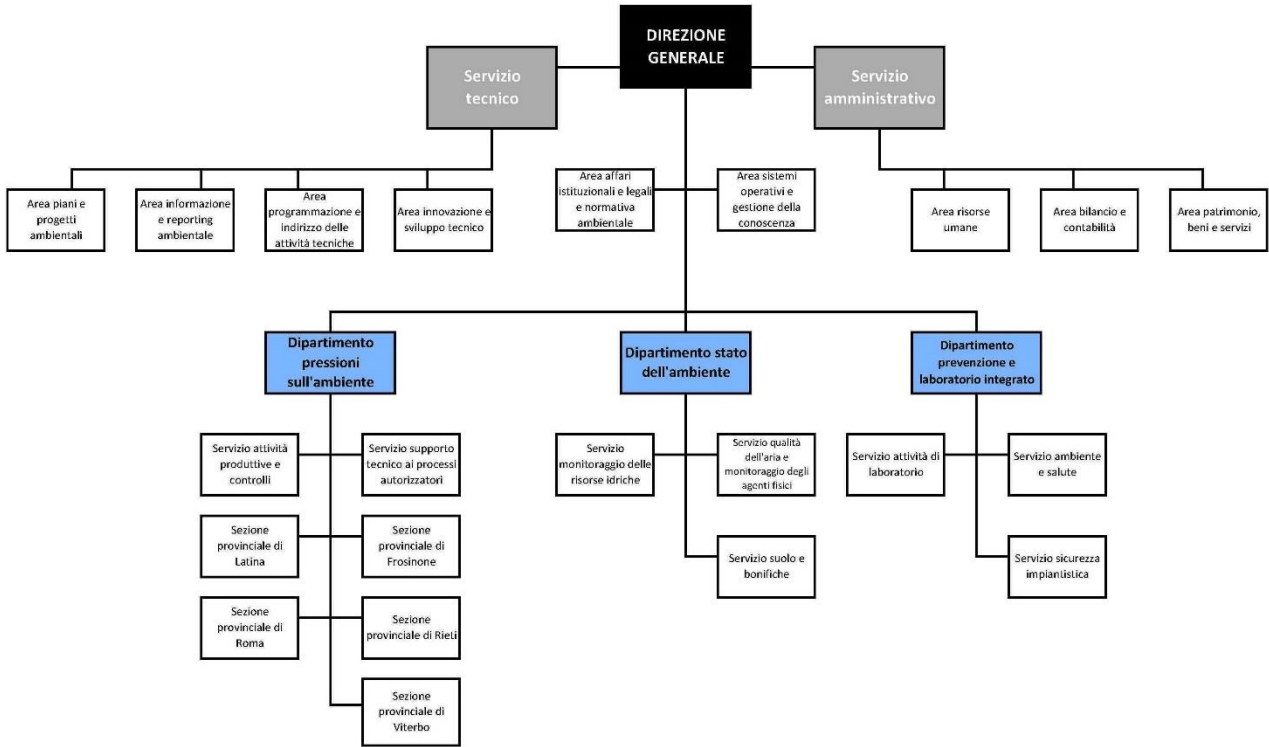 DIREZIONE
GENERALE
Servizio
tecnico
Servizio
amministrativo
Area piani e
progetti
ambientali
Area informazione
e reporting
ambientale
Area
programmazione e
indirizzo delle
attività tecniche
Area innovazione e
sviluppo tecnico
Area affari
istituzionali e legali
e normativa
ambientale
Area sistemi
operativi e
gestione della
conoscenza
Area risorse
umane
Area bilancio e
contabilità
Area patrimonio,
beni e servizi
Dipartimento
pressioni
sull'ambiente
Dipartimento stato
dell'ambiente
Dipartimento
prevenzione e
laboratorio integrato
Servizio attività
produttive e
controlli
Servizio supporto
tecnico ai processi
autorizzatori
Sezione
provinciale di
Latina
Sezione
provinciale di
Frosinone
Sezione
provinciale di
Roma
Sezione
provinciale di Rieti
Sezione
provinciale di
Viterbo
Servizio
monitoraggio delle
risorse idriche
Servizio qualità
dell'aria e
monitoraggio degli
agenti fisici
Servizio suolo e
bonifiche
Servizio attività di
laboratorio
Servizio ambiente
e salute
Servizio sicurezza
impiantistica